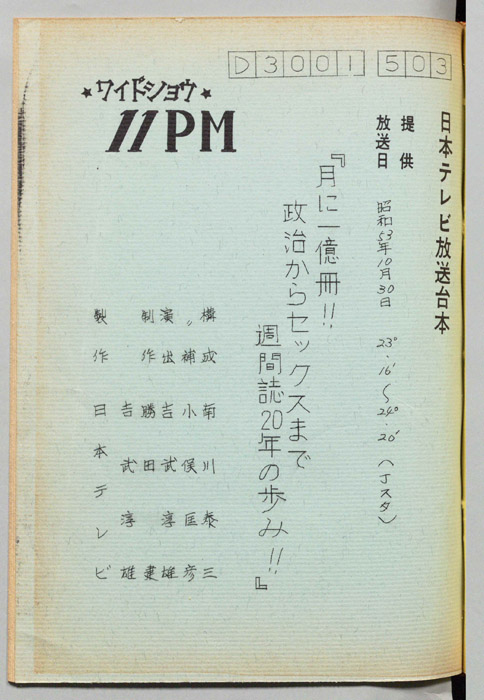 D3001 503
★ワイドショウ★
11PM
日本テレビ放送台本
提供
放送日 昭和53年10月30日 23°・16′～24°・20′（Jスタ）
『月に一億冊!!
政治からセックスまで
週間誌20年の歩み!!』
構成 菊川泰三
〃補 小俣匡彦
演出 吉武淳雄
制作 勝田建
吉武淳雄
製作 日本テレビ